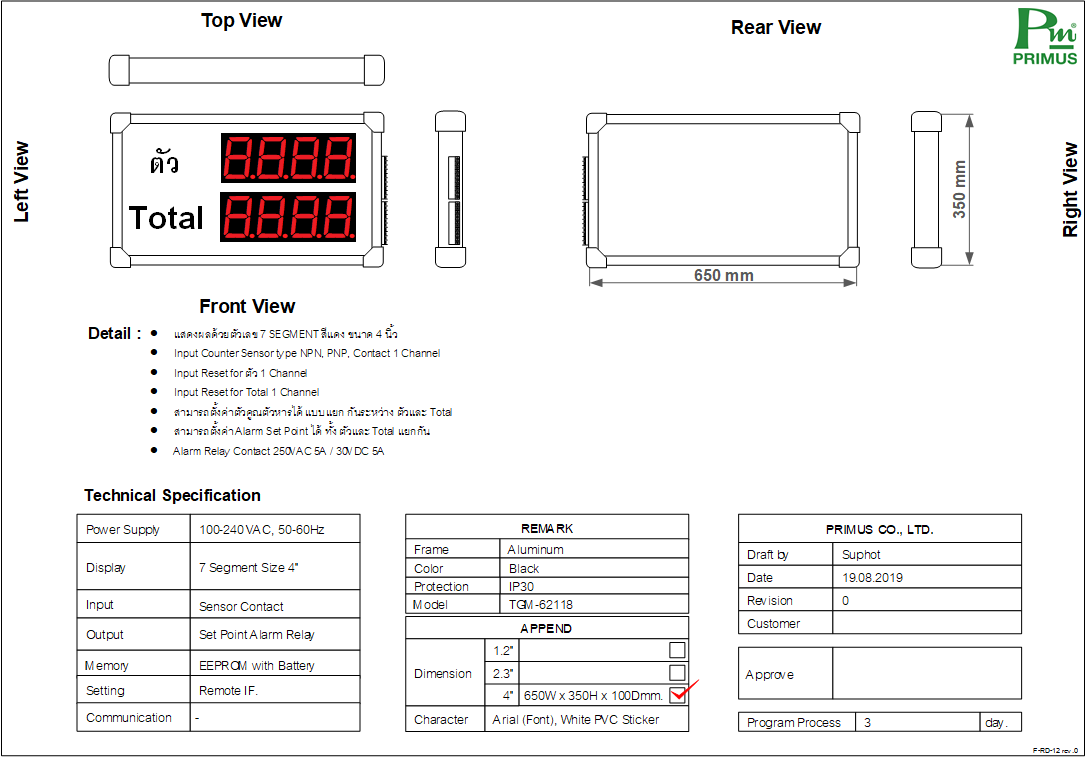 Top View
Rear View
Pm®
PRIMUS
Left View
ตัว
8.8.8.8.
Total
8.8.8.8.
350 mm
Right View
650 mm
Front View
Detail :
แสดงผลด้วยตัวเลข 7 SEGMENT สีแดง ขนาด 4 นิ้ว
Input Counter Sensor type NPN, PNP, Contact 1 Channel
Input Reset for ตัว 1 Channel
Input Reset for Total 1 Channel
สามารถตั้งค่าตัวคูณตัวหารได้ แบบแยก กันระหว่าง ตัวและ Total
สามารถตั้งค่า Alarm Set Point ได้ ทั้ง ตัวและ Total แยกกัน
Alarm Relay Contact 250VAC 5A / 30VDC 5A
Technical Specification
Power Supply 100-240 VAC, 50-60Hz
Display 7 Segment Size 4"
Input Sensor Contact
Output Set Point Alarm Relay
Memory EEPROM with Battery
Setting Remote IF.
Communication -
REMARK
Frame Aluminum
Color Black
Protection IP30
Model TGM-62118
APPEND
Dimension
1.2"
2.3"
4" 650W x 350H x 100Dmm.
Character Arial (Font), White PVC Sticker
PRIMUS CO., LTD.
Draft by Suphot
Date 19.08.2019
Revision 0
Customer
Approve
Program Process 3 day.
F-RD-12 rev .0